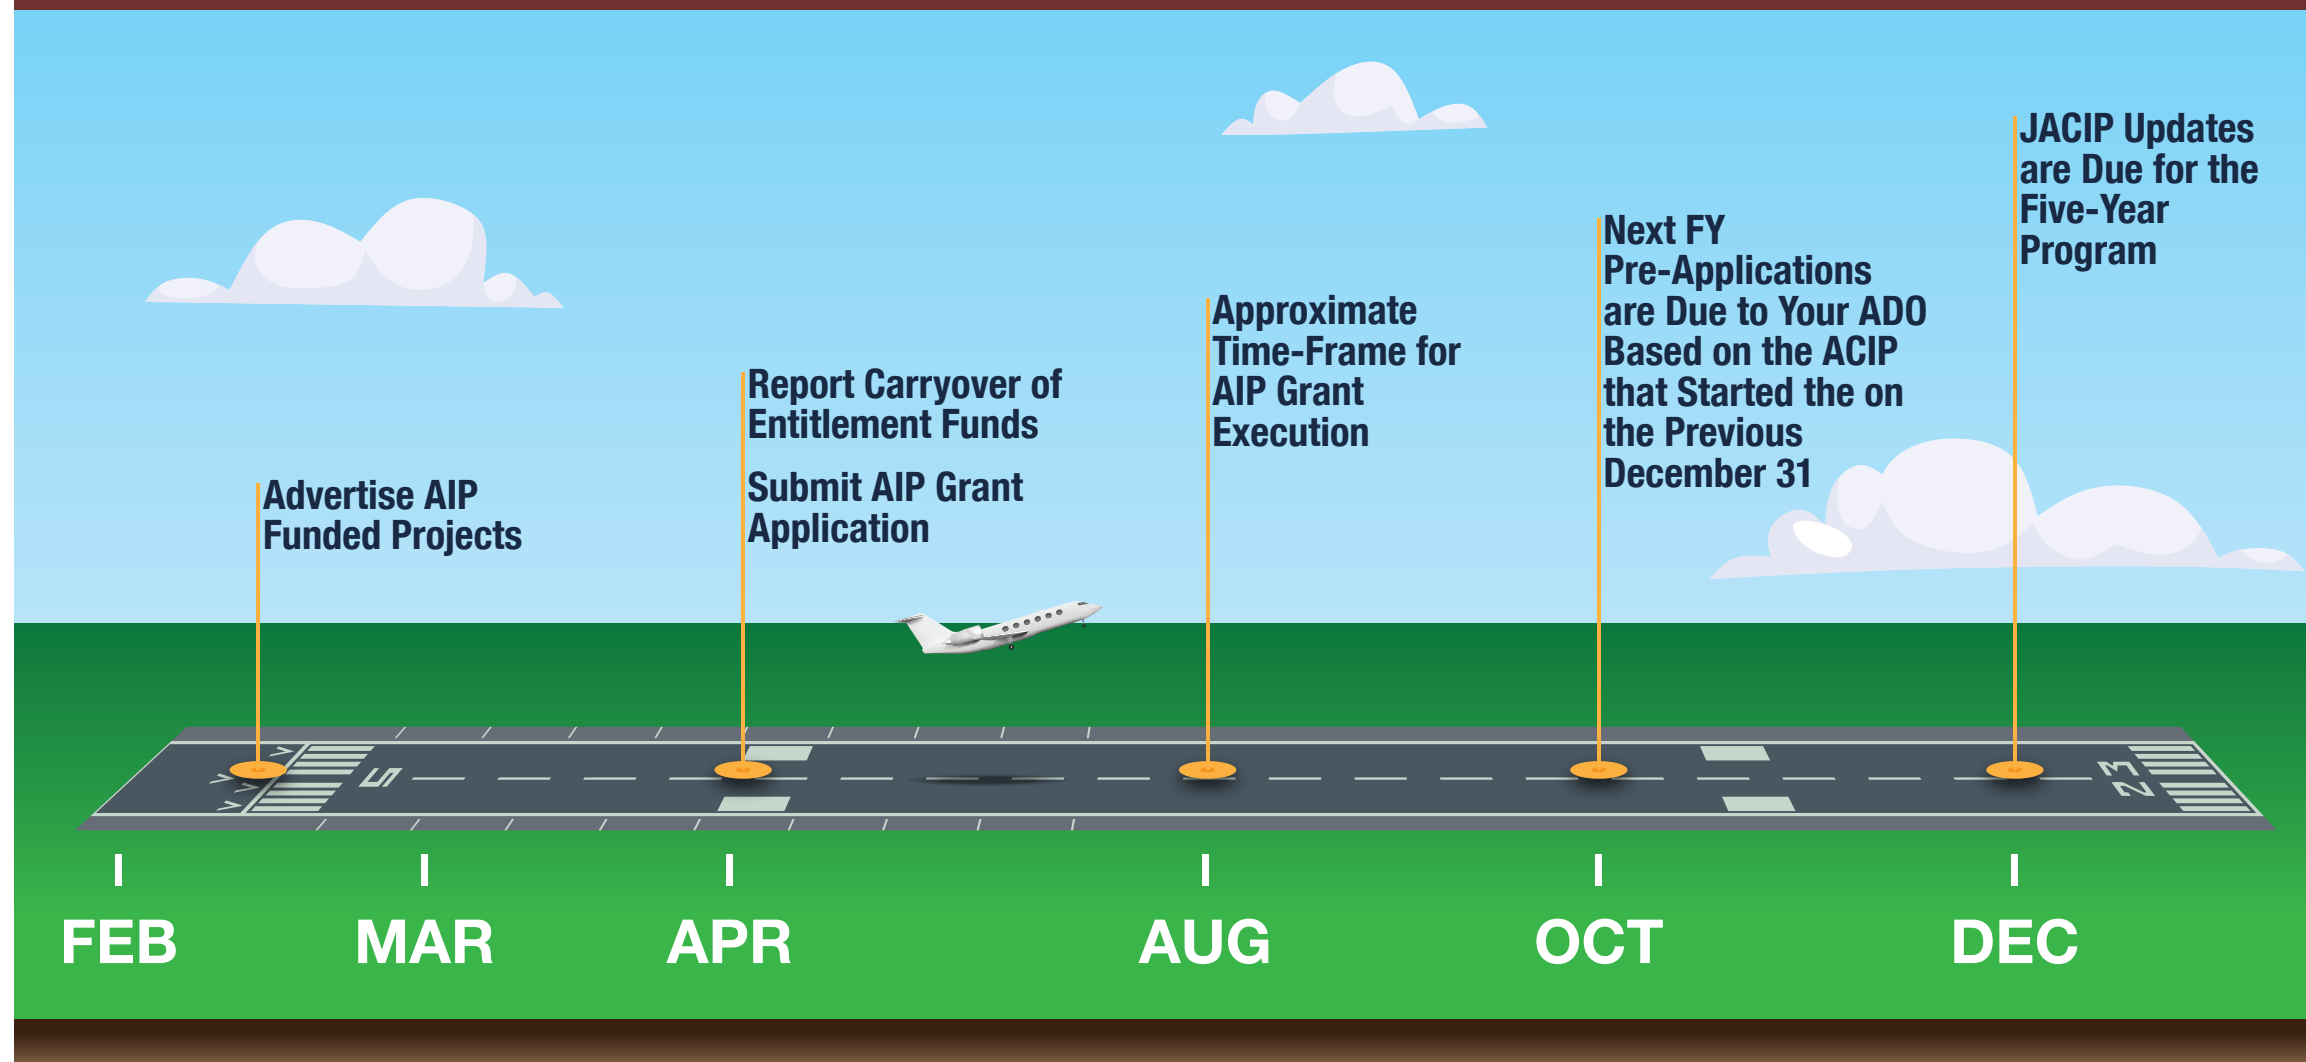 Advertise AIP
Funded Projects
Report Carryover of
Entitlement Funds
Submit AIP Grant
Application
Approximate
Time-Frame for
AIP Grant
Execution
Next FY
Pre-Applications
are Due to Your ADO
Based on the ACIP
that Started the on
the Previous
December 31
JACIP Updates
are Due for the
Five-Year
Program
5
23
FEB
MAR
APR
AUG
OCT
DEC